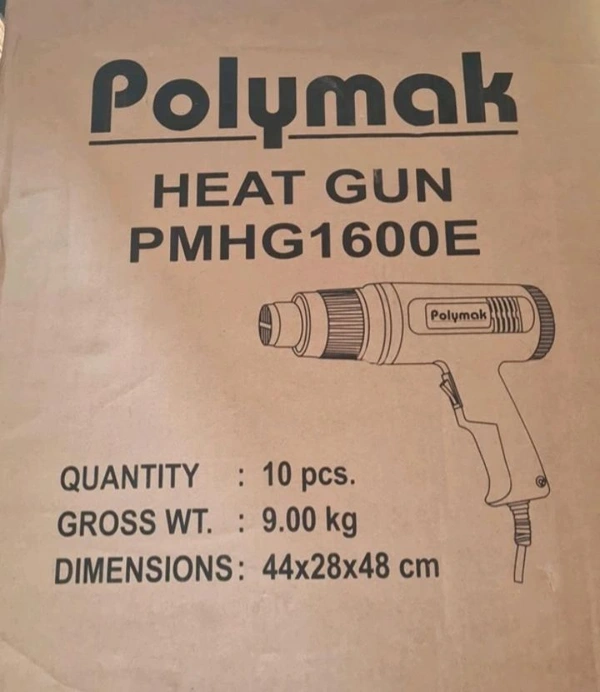 Polymak
HEAT GUN
PMHG1600E
Polymak
QUANTITY : 10 pcs.
GROSS WT. : 9.00 kg
DIMENSIONS: 44x28x48 cm